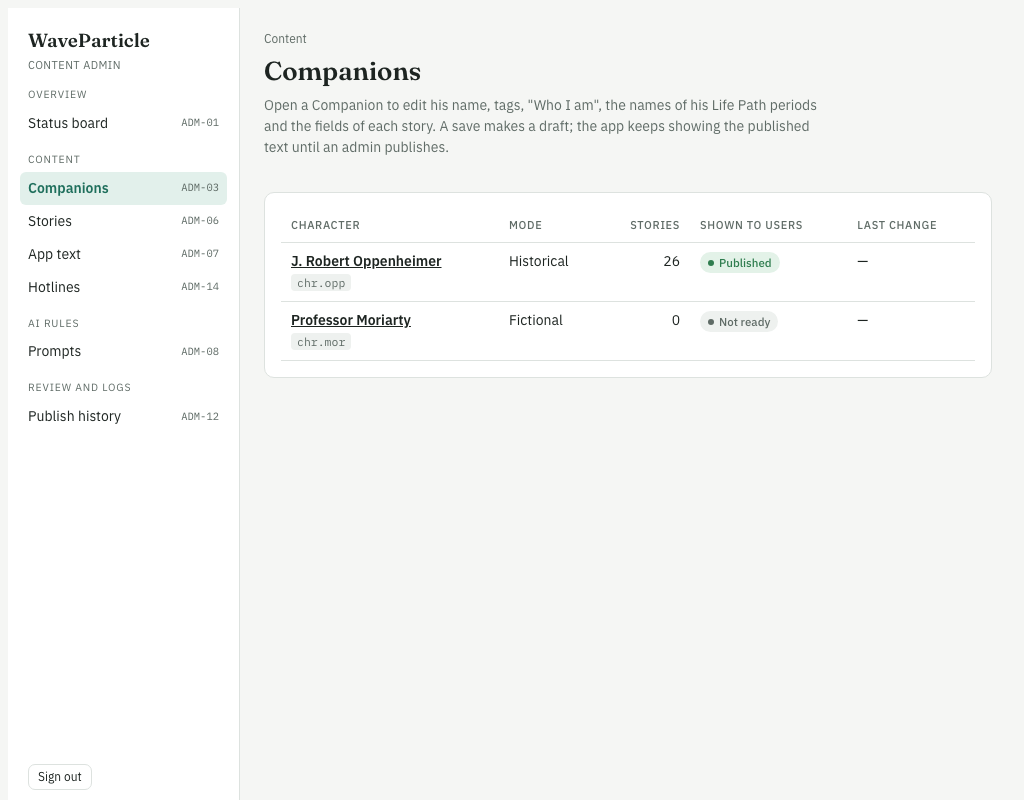 WaveParticle
CONTENT ADMIN
OVERVIEW
Status board ADM-01
CONTENT
Companions ADM-03
Stories ADM-06
App text ADM-07
Hotlines ADM-14
AI RULES
Prompts ADM-08
REVIEW AND LOGS
Publish history ADM-12
Sign out
Content
Companions
Open a Companion to edit his name, tags, "Who I am", the names of his Life Path periods
and the fields of each story. A save makes a draft; the app keeps showing the published
text until an admin publishes.
CHARACTER MODE STORIES SHOWN TO USERS LAST CHANGE
J. Robert Oppenheimer Historical 26 Published —
chr.opp
Professor Moriarty Fictional 0 Not ready —
chr.mor